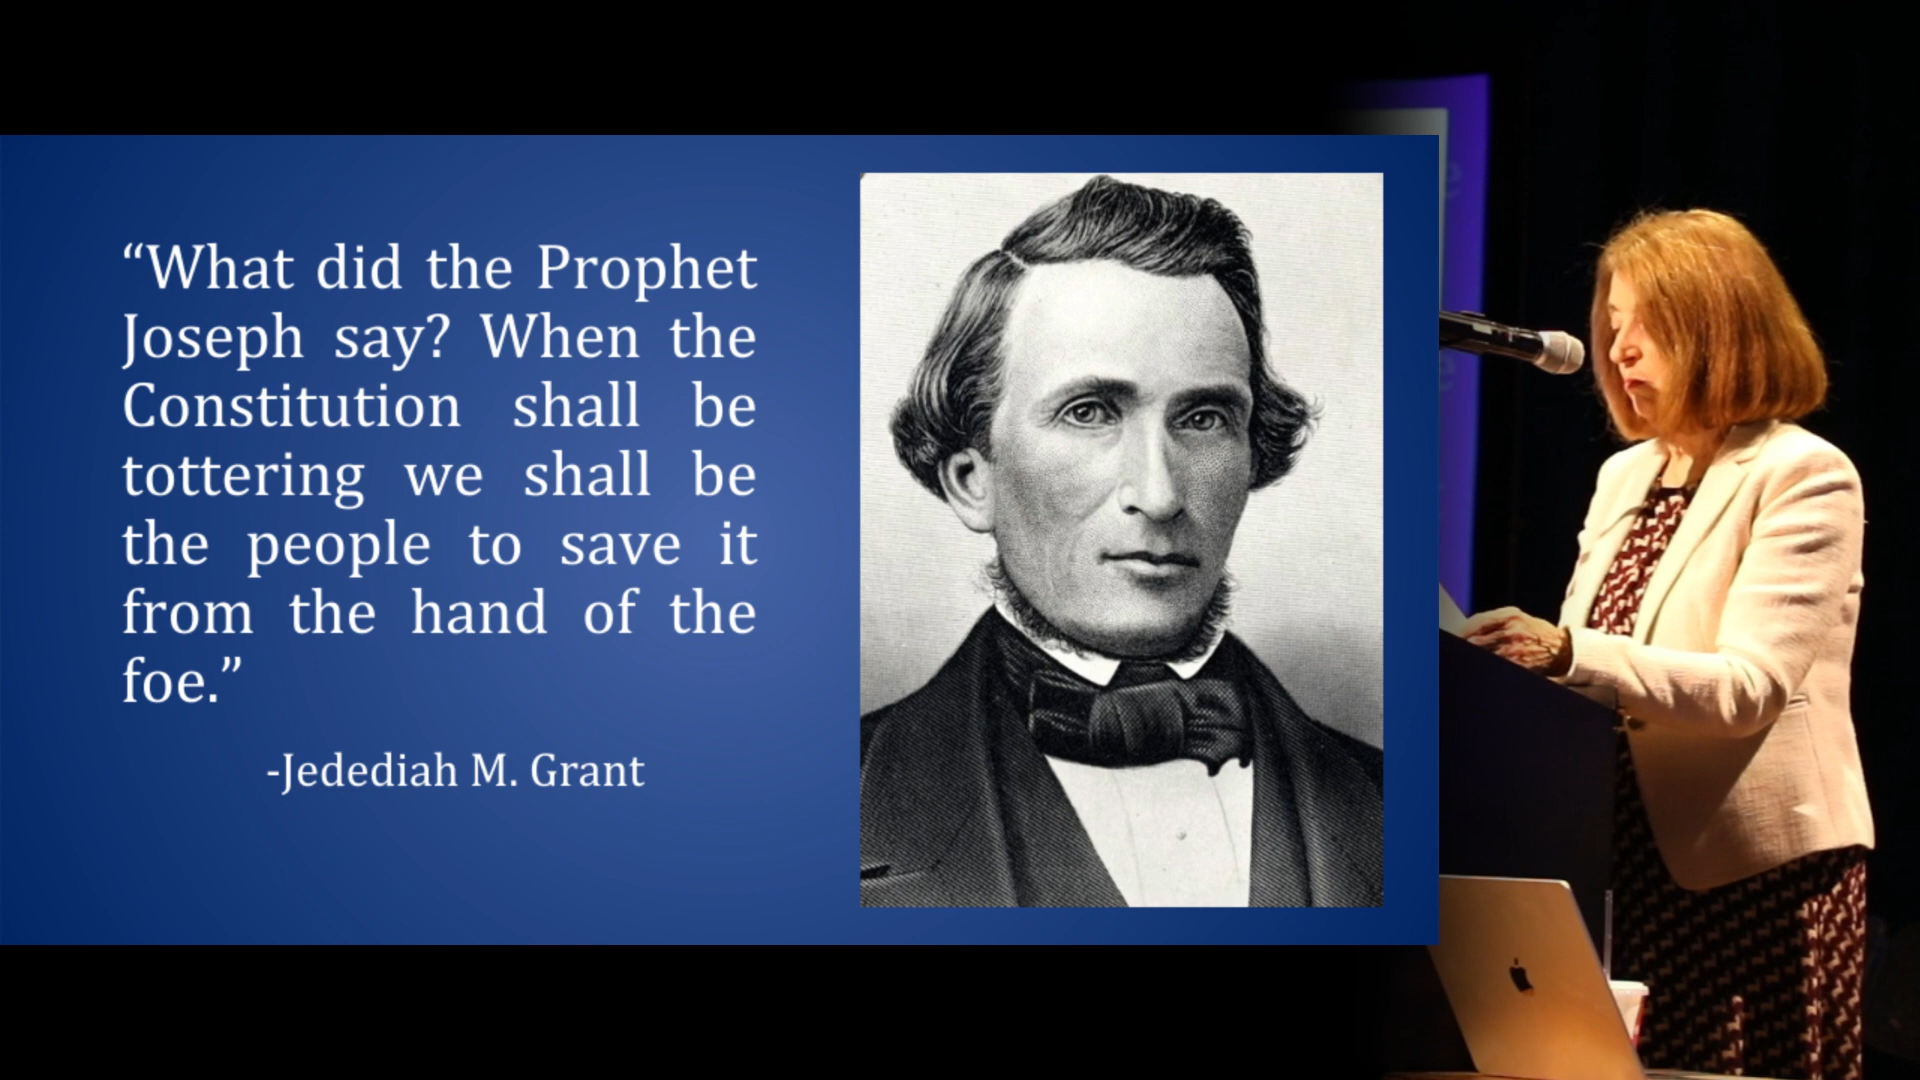 “What did the Prophet
Joseph say? When the
Constitution shall be
tottering we shall be
the people to save it
from the hand of the
foe.”
-Jedediah M. Grant